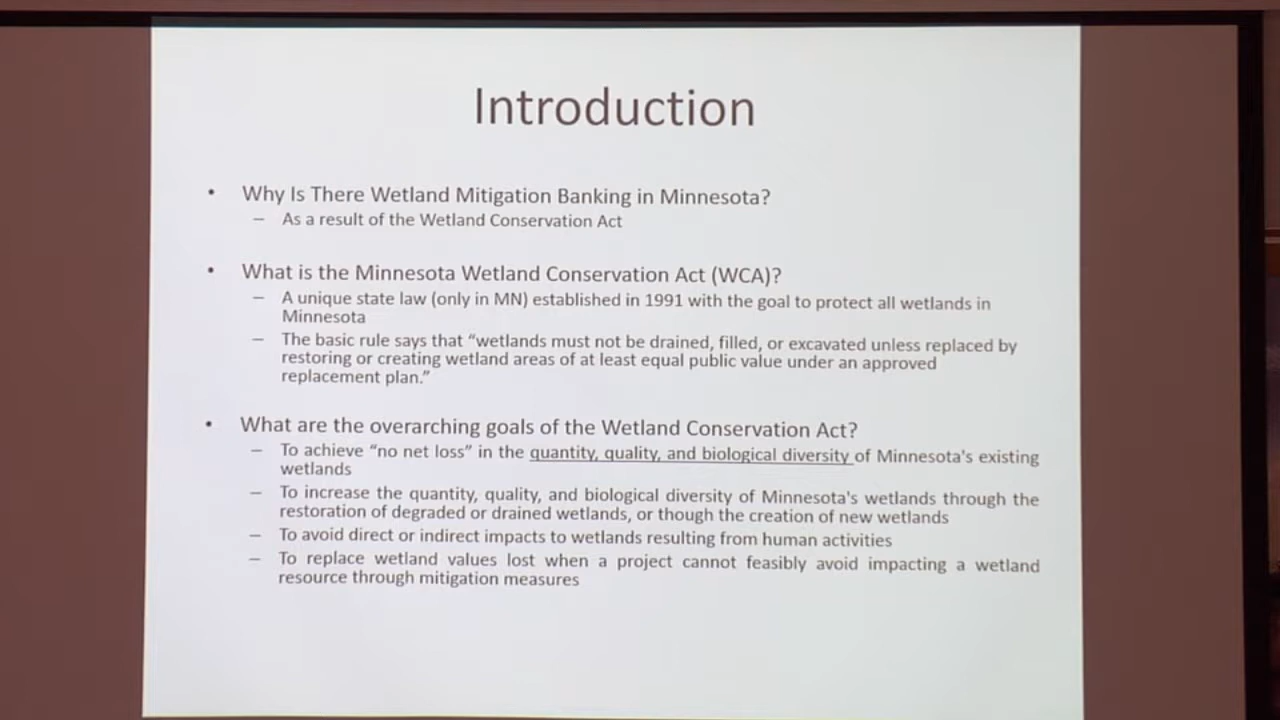 Introduction
• Why Is There Wetland Mitigation Banking in Minnesota?
– As a result of the Wetland Conservation Act
• What is the Minnesota Wetland Conservation Act (WCA)?
– A unique state law (only in MN) established in 1991 with the goal to protect all wetlands in
Minnesota
– The basic rule says that “wetlands must not be drained, filled, or excavated unless replaced by
restoring or creating wetland areas of at least equal public value under an approved
replacement plan.”
• What are the overarching goals of the Wetland Conservation Act?
– To achieve “no net loss” in the quantity, quality, and biological diversity of Minnesota's existing
wetlands
– To increase the quantity, quality, and biological diversity of Minnesota's wetlands through the
restoration of degraded or drained wetlands, or though the creation of new wetlands
– To avoid direct or indirect impacts to wetlands resulting from human activities
– To replace wetland values lost when a project cannot feasibly avoid impacting a wetland
resource through mitigation measures